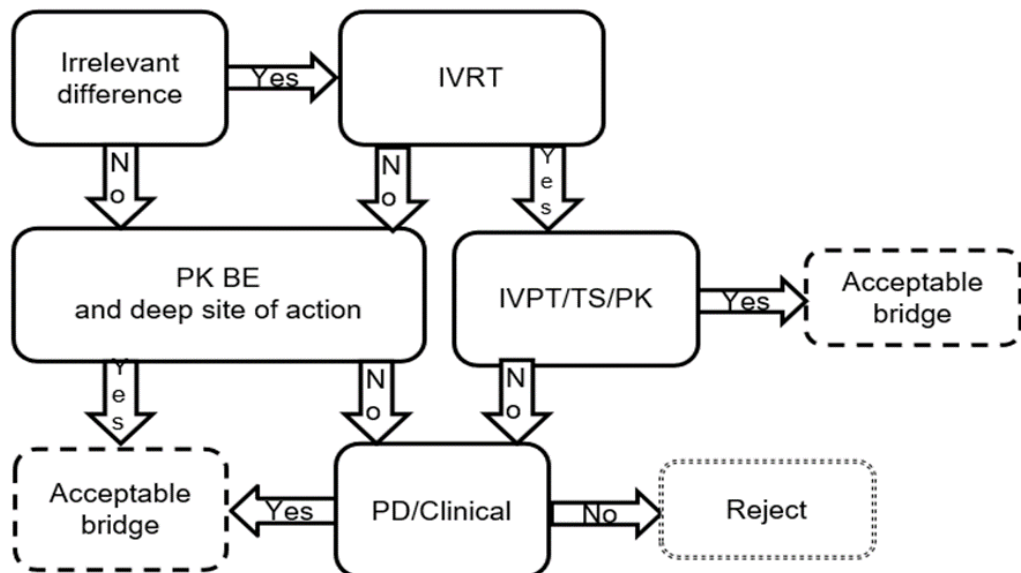 Irrelevant
difference
Yes
IVRT
No
No
Yes
PK BE
and deep site of action
IVPT/TS/PK
Yes
Acceptable
bridge
Yes
No
No
Acceptable
bridge
Yes
PD/Clinical
No
Reject